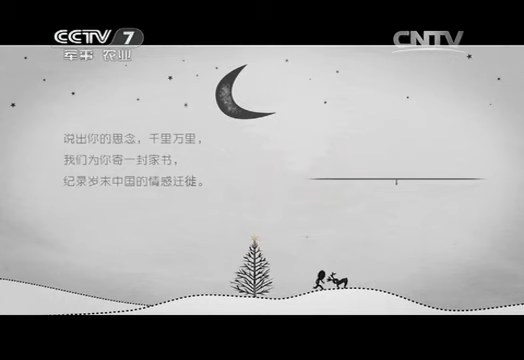 CCTV 7
军事 农业
CNTV
说出你的思念，千里万里，
我们为你寄一封家书，
纪录岁末中国的情感迁徙。